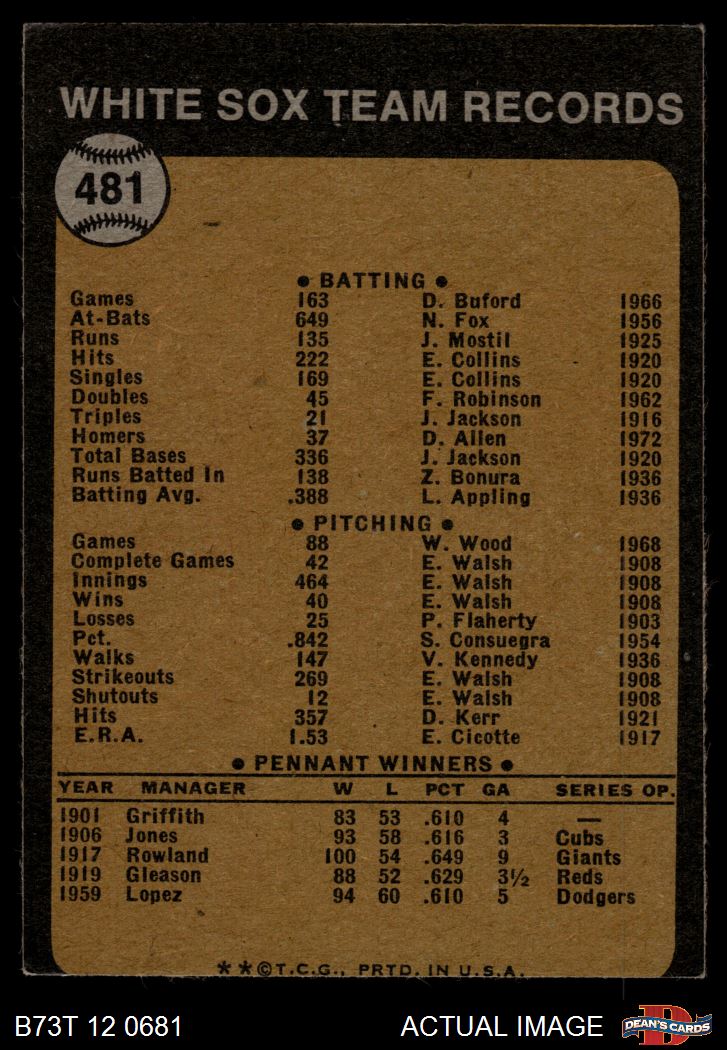 WHITE SOX TEAM RECORDS
481
• BATTING •
Games 163 D. Buford 1966
At-Bats 649 N. Fox 1956
Runs 135 J. Mostil 1925
Hits 222 E. Collins 1920
Singles 169 E. Collins 1920
Doubles 45 F. Robinson 1962
Triples 21 J. Jackson 1916
Homers 37 D. Allen 1972
Total Bases 336 J. Jackson 1920
Runs Batted In 138 Z. Bonura 1936
Batting Avg. .388 L. Appling 1936
• PITCHING •
Games 88 W. Wood 1968
Complete Games 42 E. Walsh 1908
Innings 464 E. Walsh 1908
Wins 40 E. Walsh 1908
Losses 25 P. Flaherty 1903
Pct. .842 S. Consuegra 1954
Walks 147 V. Kennedy 1936
Strikeouts 269 E. Walsh 1908
Shutouts 12 E. Walsh 1908
Hits 357 D. Kerr 1921
E.R.A. 1.53 E. Cicotte 1917
• PENNANT WINNERS •
YEAR MANAGER W L PCT GA SERIES OP.
1901 Griffith 83 53 .610 4 —
1906 Jones 93 58 .616 3 Cubs
1917 Rowland 100 54 .649 9 Giants
1919 Gleason 88 52 .629 3½ Reds
1959 Lopez 94 60 .610 5 Dodgers
**©T.C.G., PRTD. IN U.S.A.
B73T 12 0681 ACTUAL IMAGE D DEAN'S CARDS